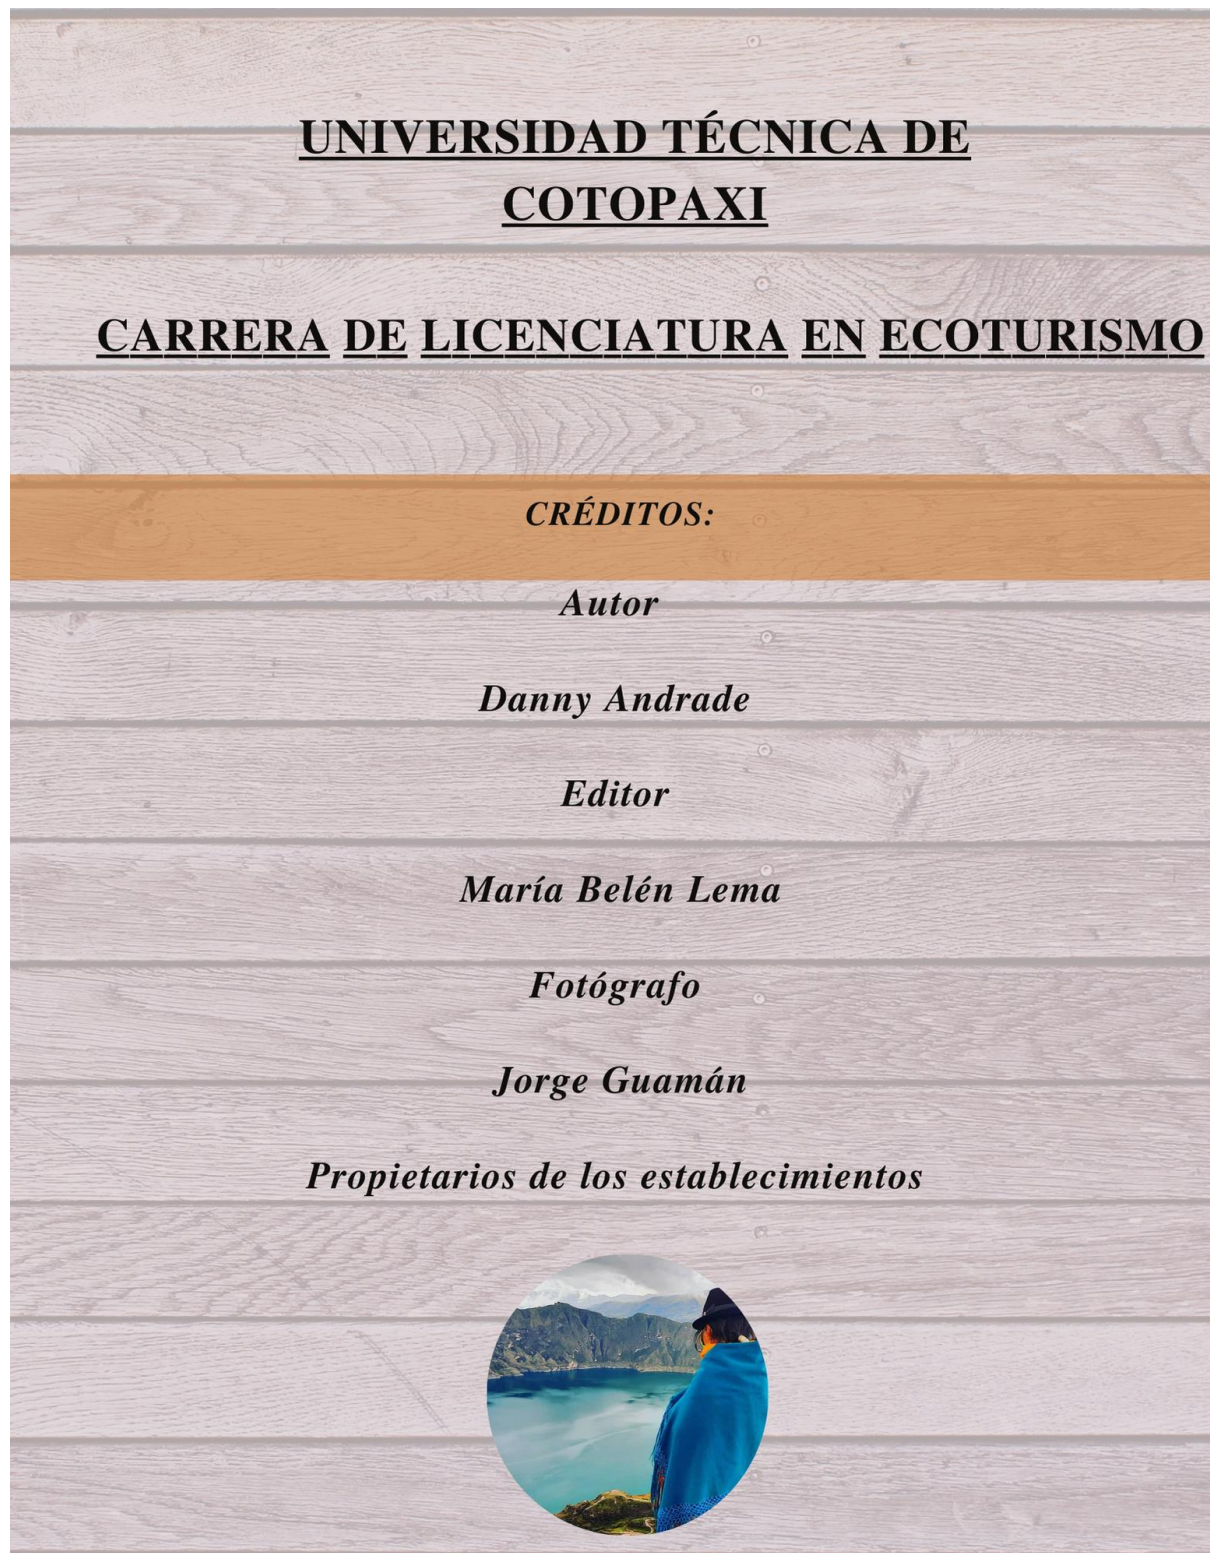 UNIVERSIDAD TÉCNICA DE
COTOPAXI
CARRERA DE LICENCIATURA EN ECOTURISMO
CRÉDITOS:
Autor
Danny Andrade
Editor
María Belén Lema
Fotógrafo
Jorge Guamán
Propietarios de los establecimientos